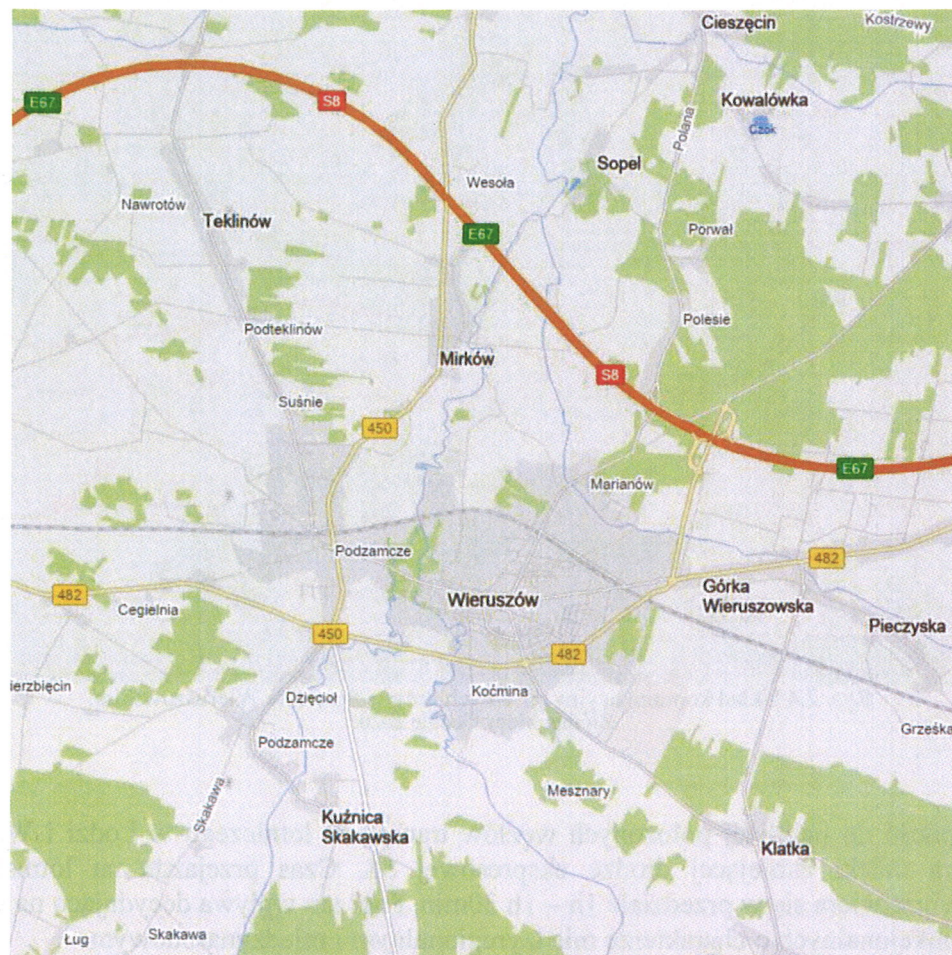 Cieszęcin
Kostrzewy
E67
S8
Kowalówka
Czok
Polana
Sopel
Wesoła
Nawrotów
Teklinów
E67
Porwał
Podteklinów
Polesie
Mirków
S8
Suśnie
450
E67
Marianów
Podzamcze
482
482
Cegielnia
Wieruszów
Górka
Wieruszowska
Pieczyska
450
482
ierzbięcin
Dzięcioł
Koćmina
Grześka
Podzamcze
Mesznary
Skakawa
Kuźnica
Skakawska
Klatka
Ług
Skakawa